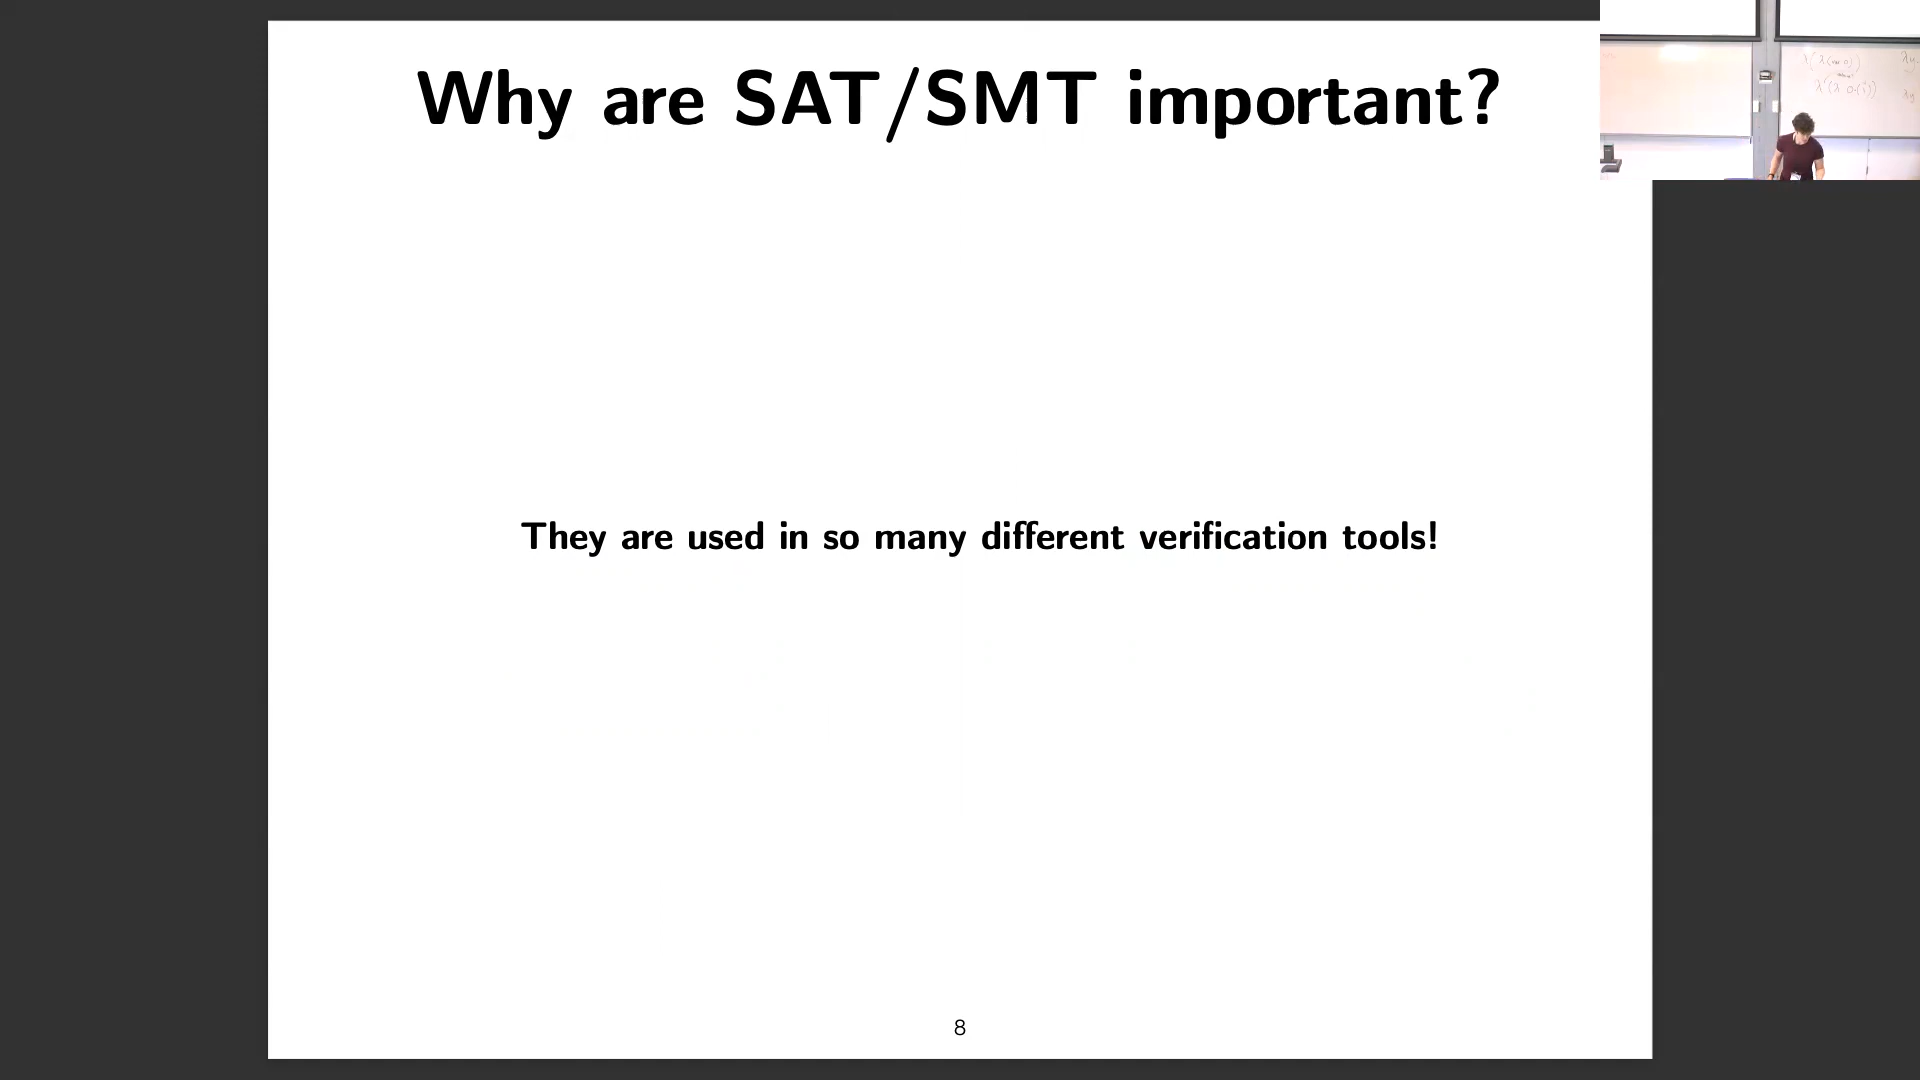 Why are SAT/SMT important?
They are used in so many different verification tools!
8